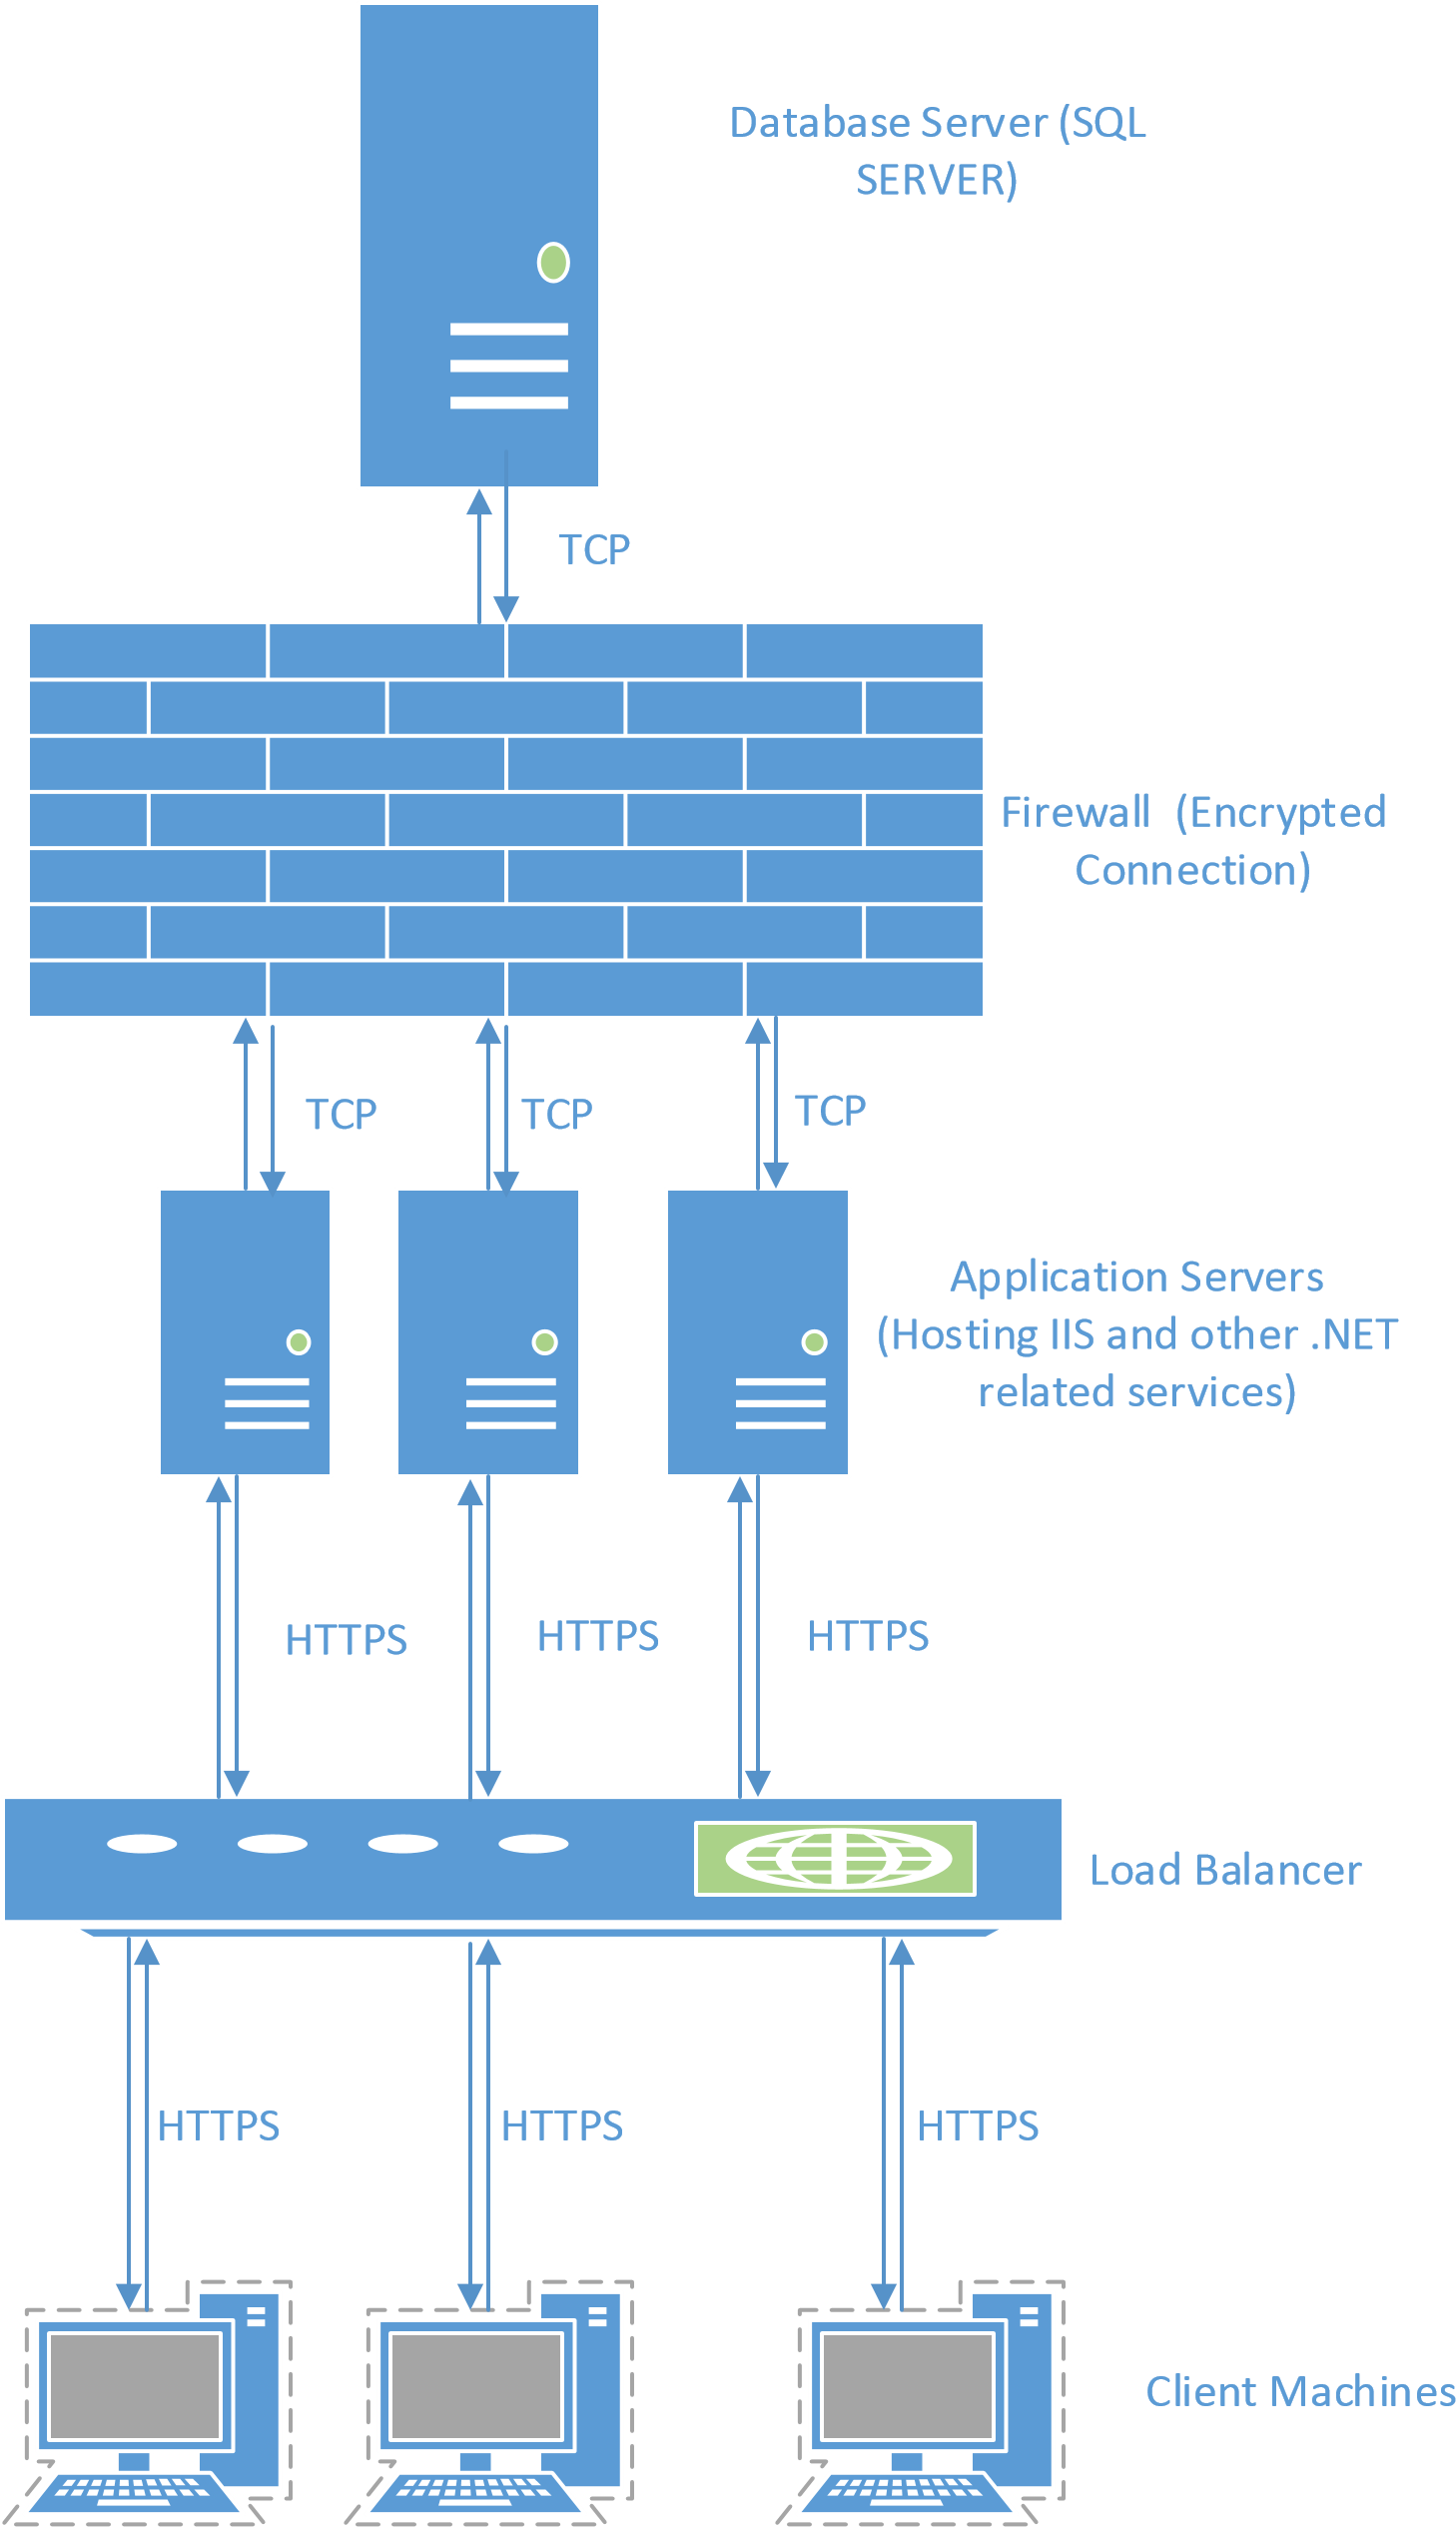 Database Server (SQL
SERVER)
TCP
Firewall  (Encrypted
Connection)
TCP
TCP
TCP
Application Servers
(Hosting IIS and other .NET
related services)
HTTPS
HTTPS
HTTPS
Load Balancer
HTTPS
HTTPS
HTTPS
Client Machines